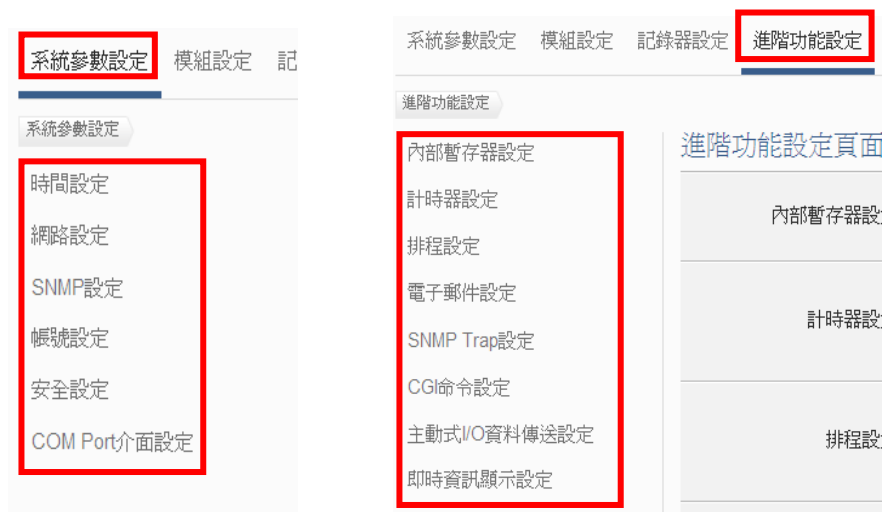 系統參數設定 模組設定 記
系統參數設定
時間設定
網路設定
SNMP設定
帳號設定
安全設定
COM Port介面設定
系統參數設定 模組設定 記錄器設定 進階功能設定
進階功能設定
內部暫存器設定
計時器設定
排程設定
電子郵件設定
SNMP Trap設定
CGI命令設定
主動式I/O資料傳送設定
即時資訊顯示設定
進階功能設定頁面
內部暫存器設
計時器設
排程設